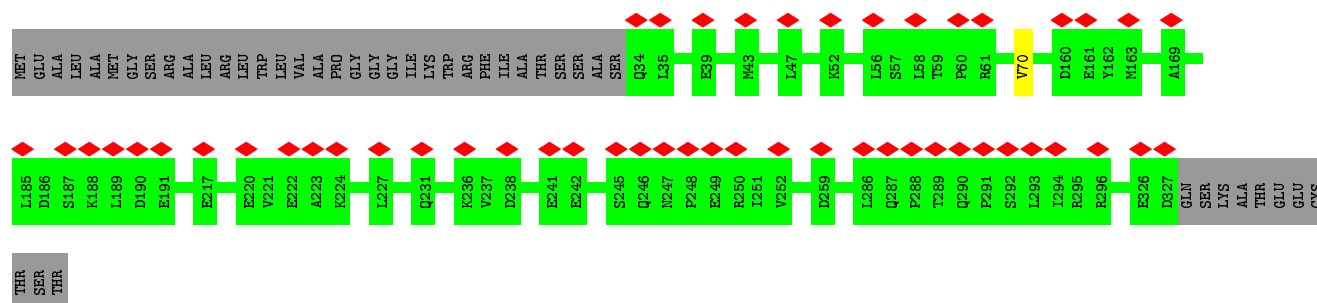 MET GLU ALA LEU ALA MET GLY SER ARG ALA LEU ARG LEU TRP LEU VAL ALA PRO GLY GLY GLY ILE LYS TRP ARG PHE ILE ALA THR SER SER ALA SER Q34 L35 E39 M43 L47 K52 L56 S57 L58 T59 P60 R61 V70 D160 E161 Y162 M163 A169
L185 D186 S187 K188 L189 D190 E191 E217 E220 V221 E222 A223 K224 L227 Q231 K236 V237 D238 E241 E242 S245 Q246 N247 P248 E249 R250 I251 V252 D259 L286 Q287 P288 T289 Q290 P291 S292 L293 I294 R295 R296 E326 D327 GLN SER LYS ALA THR GLU GLU CYS
THR SER THR